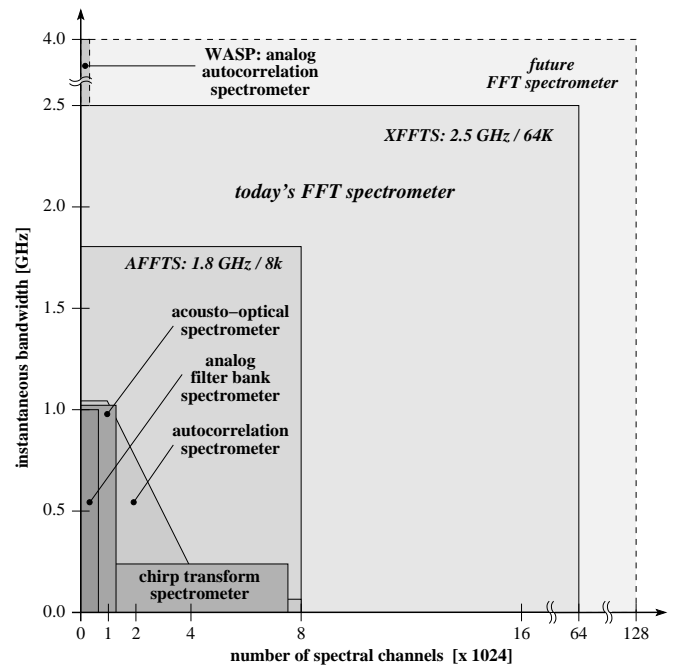 4.0
WASP: analog
autocorrelation
spectrometer
future
FFT spectrometer
2.5
XFFTS: 2.5 GHz / 64K
today's FFT spectrometer
2.0
AFFTS: 1.8 GHz / 8k
1.5
acousto-optical
spectrometer
analog
filter bank
spectrometer
1.0
autocorrelation
spectrometer
0.5
chirp transform
spectrometer
0.0
instantaneous bandwidth [GHz]
0 1 2 4 8 16 64 128
number of spectral channels [x 1024]